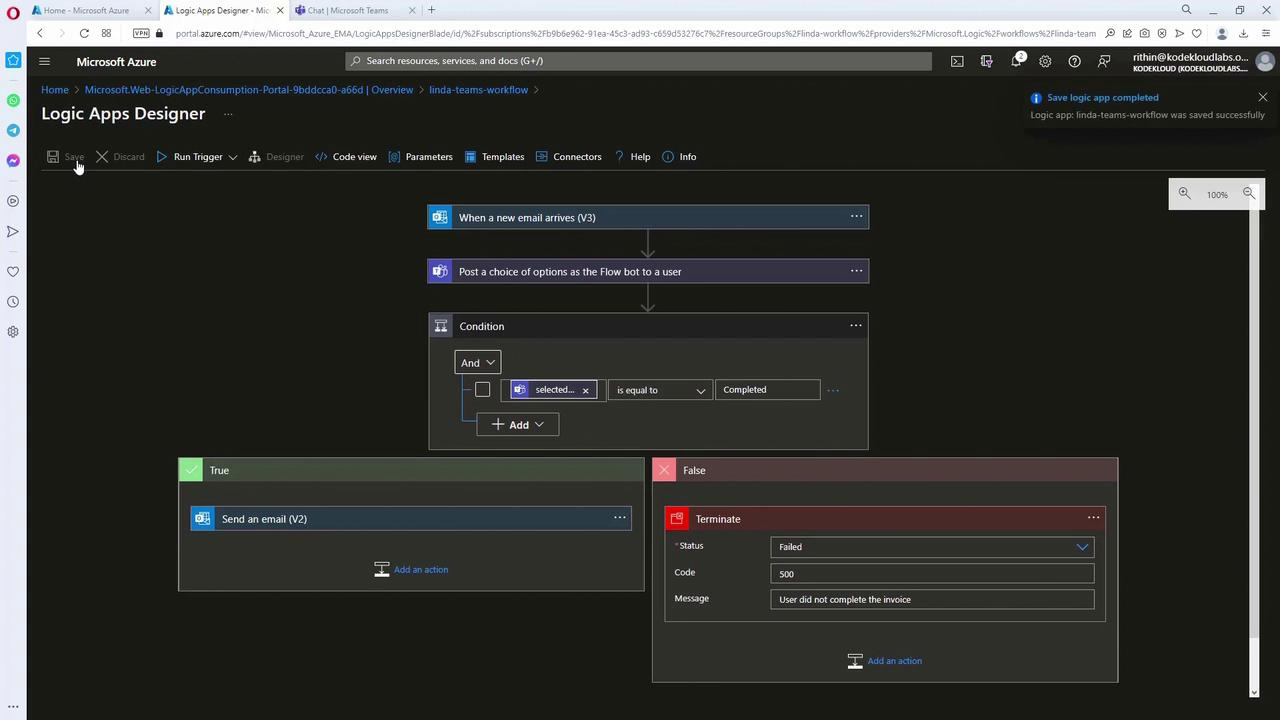 Home - Microsoft Azure
Logic Apps Designer - Mic
Chat | Microsoft Teams
VPN
portal.azure.com/#view/Microsoft_Azure_EMA/LogicAppsDesignerBlade/id/%2Fsubscriptions%2Fb9b6e962-91ea-45c3-ad93-c659d53276c7%2FresourceGroups%2Flinda-workflow%2Fproviders%2FMicrosoft.Logic%2Fworkflows%2Flinda-team
Microsoft Azure
Search resources, services, and docs (G+/)
2
rithin@kodekloudlabs.o...
KODEKLOUD (KODEKLOUDLABS.O...
Home > Microsoft.Web-LogicAppConsumption-Portal-9bddcca0-a66d | Overview > linda-teams-workflow >
Logic Apps Designer ...
Save logic app completed
Logic app: linda-teams-workflow was saved successfully
Save
Discard
Run Trigger
Designer
Code view
Parameters
Templates
Connectors
Help
Info
100%
When a new email arrives (V3)
Post a choice of options as the Flow bot to a user
Condition
And
selected...
is equal to
Completed
Add
True
False
Send an email (V2)
Add an action
Terminate
*Status
Failed
Code
500
Message
User did not complete the invoice
Add an action